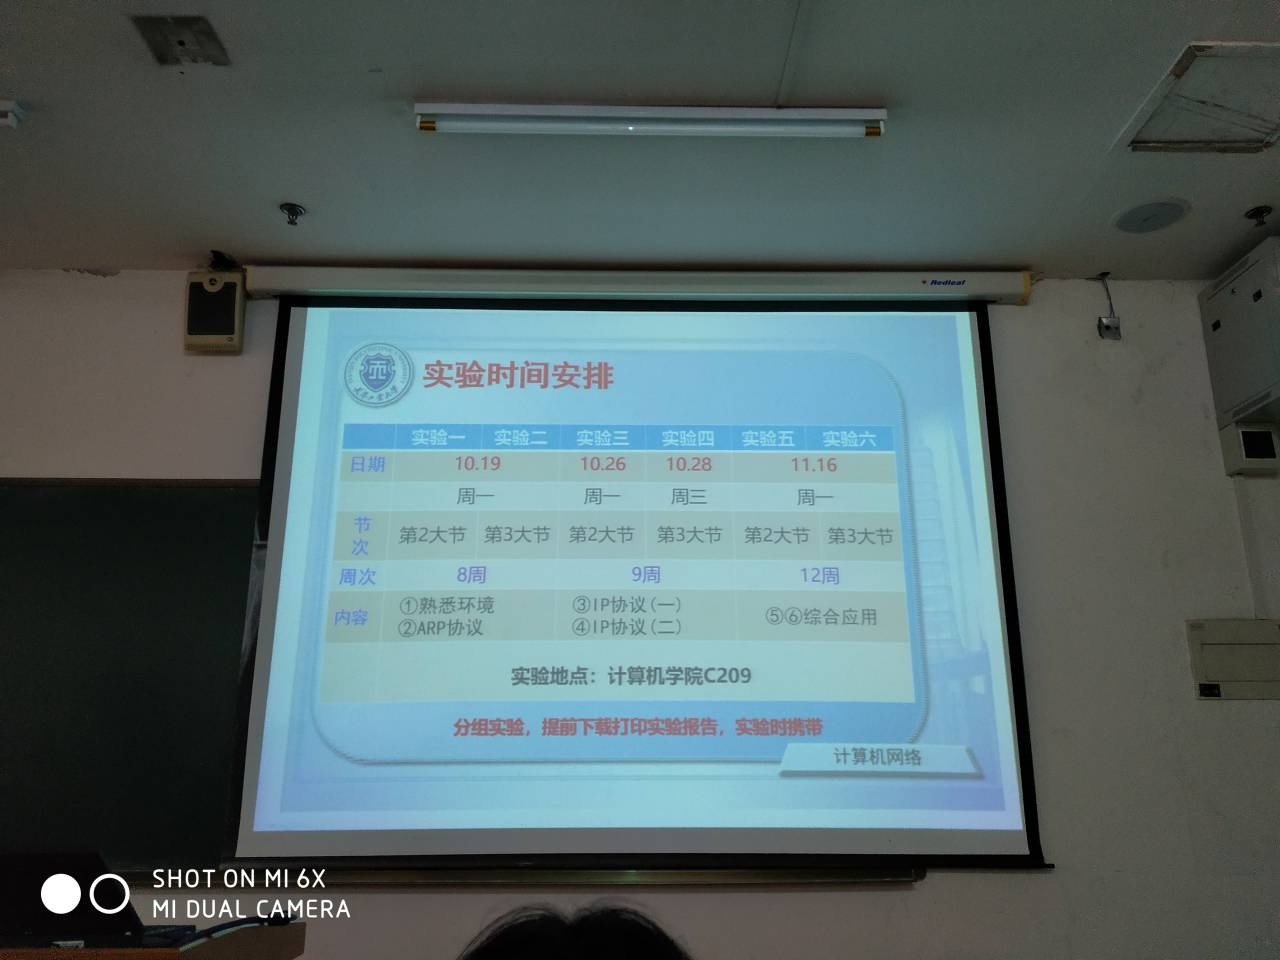 Redleaf
实验时间安排
实验一 实验二 实验三 实验四 实验五 实验六
日期 10.19 10.26 10.28 11.16
周一 周一 周三 周一
节次 第2大节 第3大节 第2大节 第3大节 第2大节 第3大节
周次 8周 9周 12周
内容 ①熟悉环境 ③IP协议(一) ⑤⑥综合应用
②ARP协议 ④IP协议(二)
实验地点：计算机学院C209
分组实验，提前下载打印实验报告，实验时携带
计算机网络
SHOT ON MI 6X
MI DUAL CAMERA